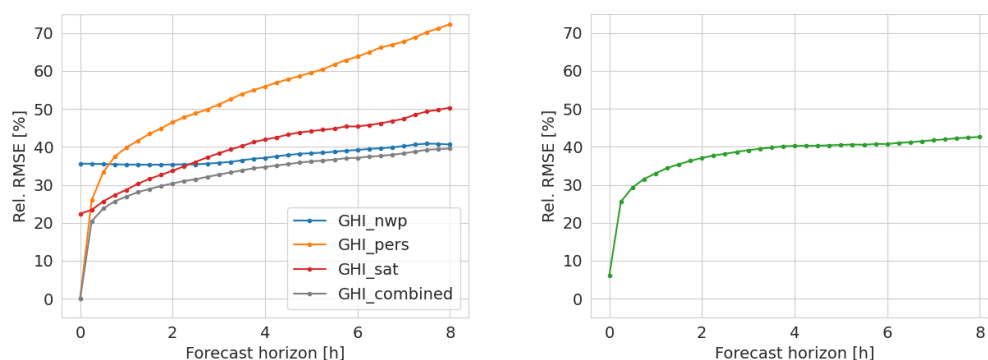 Rel. RMSE [%]
70
60
50
40
30
20
10
0
GHI_nwp
GHI_pers
GHI_sat
GHI_combined
0 2 4 6 8
Forecast horizon [h]
Rel. RMSE [%]
70
60
50
40
30
20
10
0
0 2 4 6 8
Forecast horizon [h]